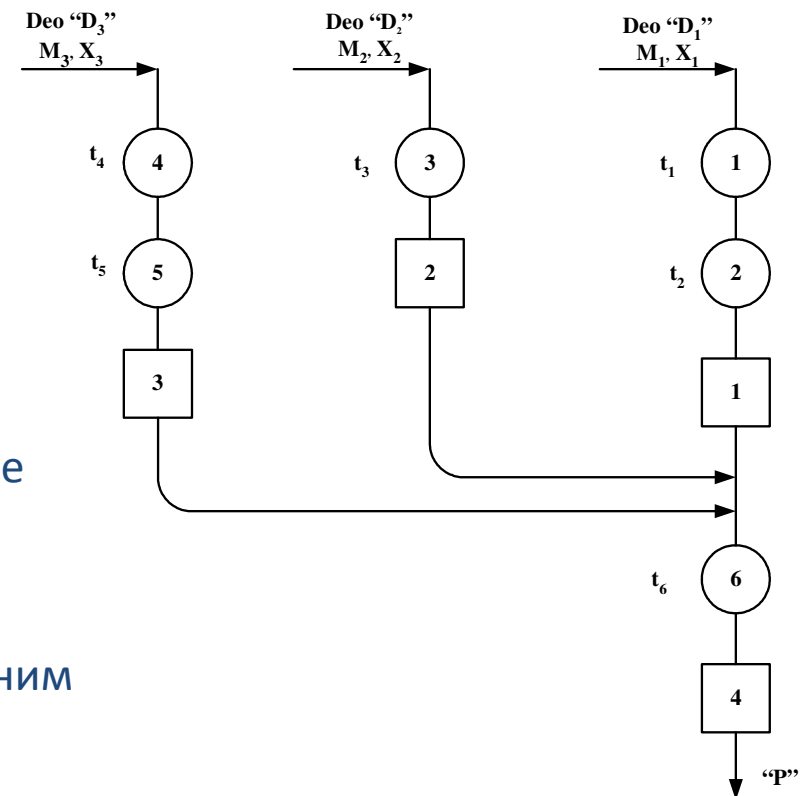 Deo “D₃”
M₃, X₃
Deo “D₂”
M₂, X₂
Deo “D₁”
M₁, X₁
t₄ 4
t₃ 3
t₁ 1
t₅ 5
2
t₂ 2
3
1
е
t₆ 6
ним
4
“P”